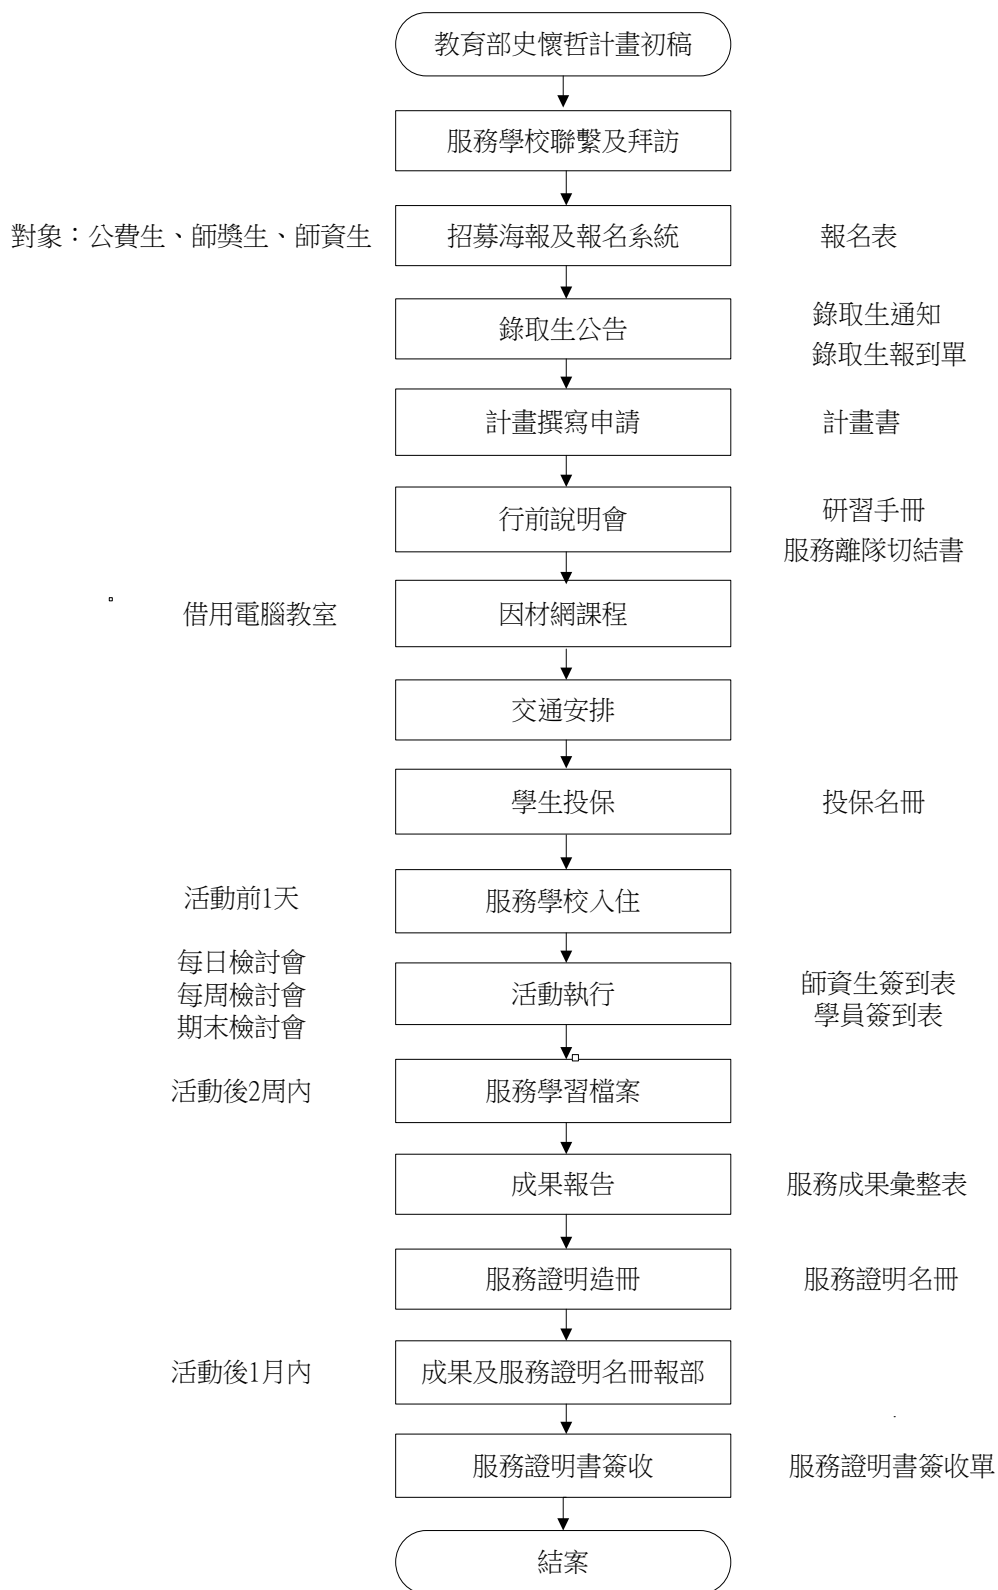 教育部史懷哲計畫初稿
服務學校聯繫及拜訪
對象：公費生、師獎生、師資生
招募海報及報名系統
報名表
錄取生公告
錄取生通知
錄取生報到單
計畫撰寫申請
計畫書
行前說明會
研習手冊
服務離隊切結書
借用電腦教室
因材網課程
交通安排
學生投保
投保名冊
活動前1天
服務學校入住
每日檢討會
每周檢討會
期末檢討會
活動執行
師資生簽到表
學員簽到表
活動後2周內
服務學習檔案
成果報告
服務成果彙整表
服務證明造冊
服務證明名冊
活動後1月內
成果及服務證明名冊報部
服務證明書簽收
服務證明書簽收單
結案